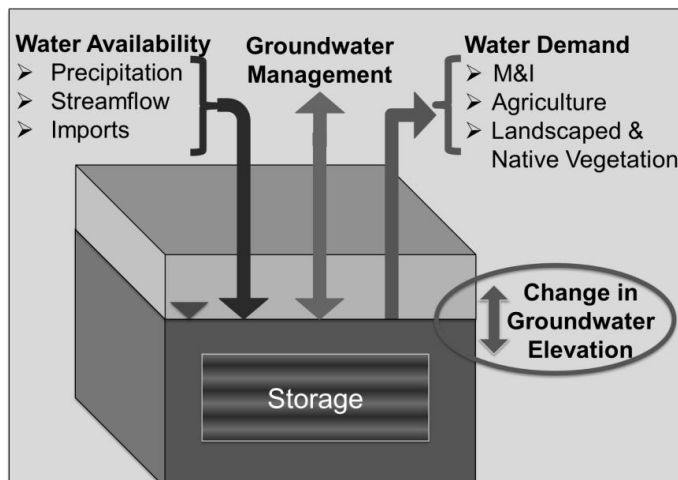 Water Availability
➢ Precipitation
➢ Streamflow
➢ Imports
Groundwater
Management
Water Demand
➢ M&I
➢ Agriculture
➢ Landscaped &
Native Vegetation
Change in
Groundwater
Elevation
Storage